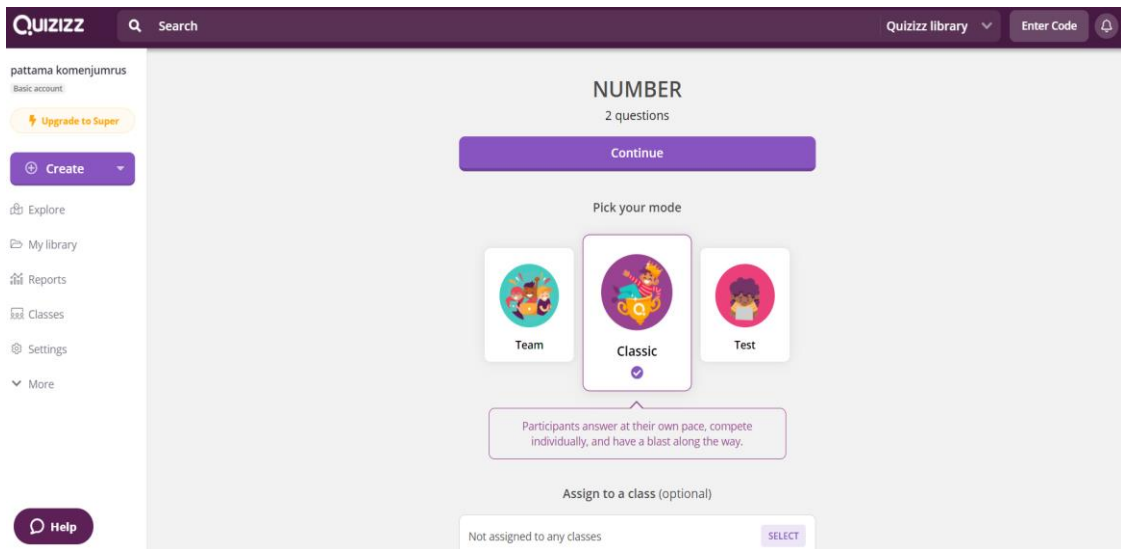 QUIZIZZ
Search
Quizizz library
Enter Code
pattama komenjumrus
Basic account
Upgrade to Super
Create
Explore
My library
Reports
Classes
Settings
More
Help
NUMBER
2 questions
Continue
Pick your mode
Team
Classic
Test
Participants answer at their own pace, compete
individually, and have a blast along the way.
Assign to a class (optional)
Not assigned to any classes
SELECT